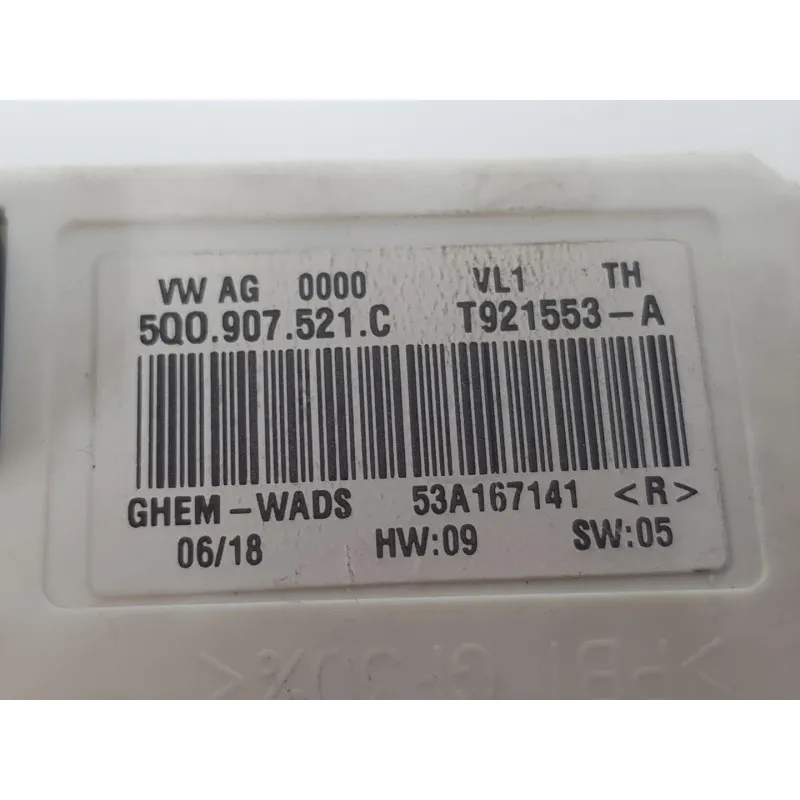 VW AG 0000 VL1 TH
5Q0.907.521.C T921553-A
GHEM-WADS 53A167141 <R>
06/18 HW:09 SW:05